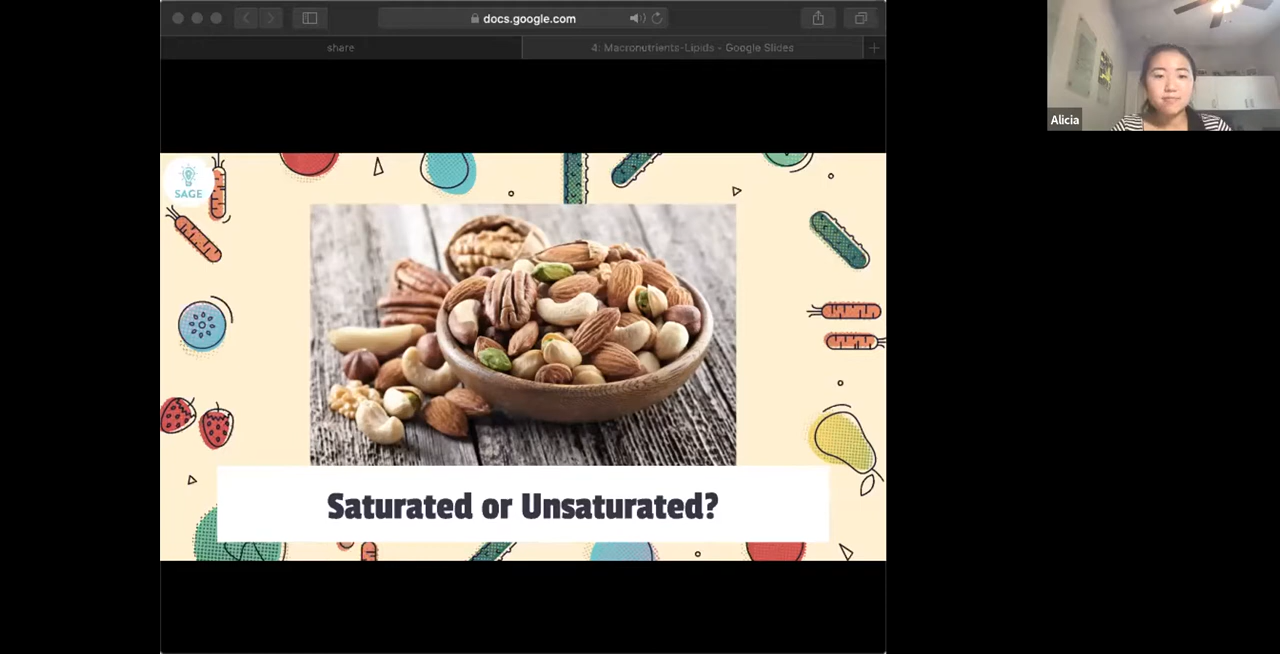 docs.google.com
share
4: Macronutrients-Lipids - Google Slides
Alicia
SAGE
Saturated or Unsaturated?